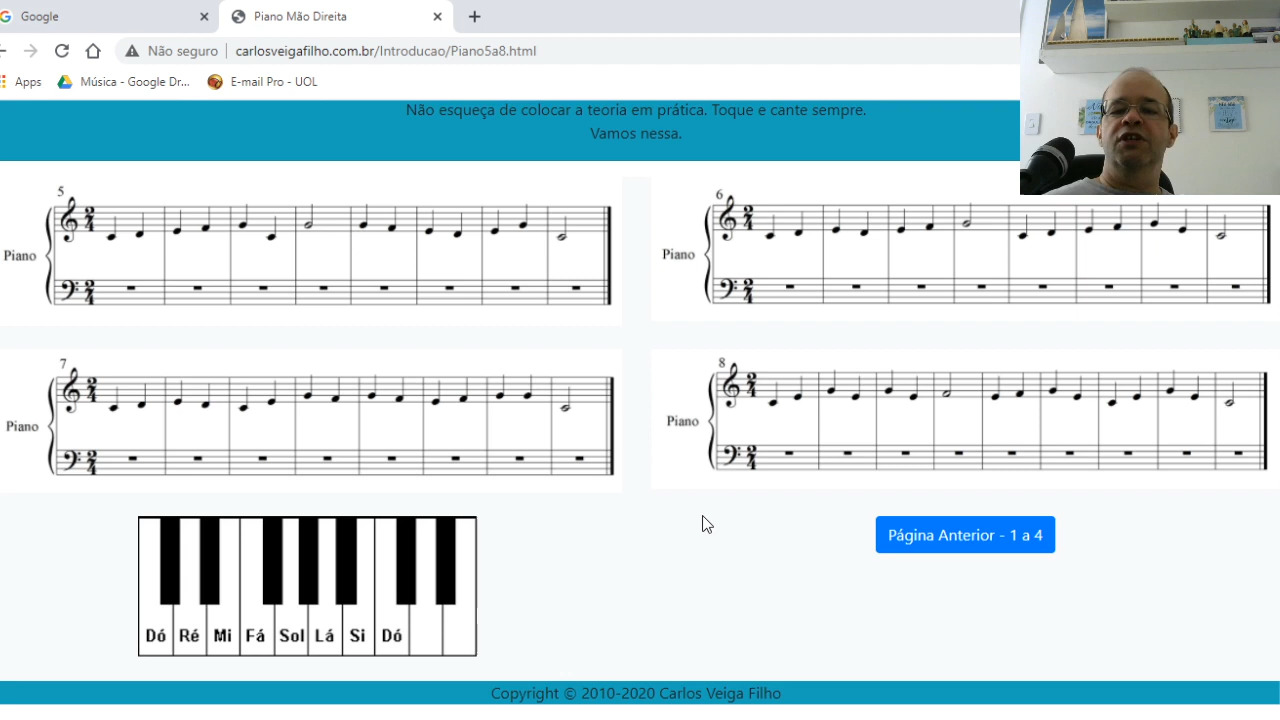 Google
Piano Mão Direita
Não seguro
carlosveigafilho.com.br/Introducao/Piano5a8.html
Apps
Música - Google Dr...
E-mail Pro - UOL
Não esqueça de colocar a teoria em prática. Toque e cante sempre.
Vamos nessa.
5
Piano
6
Piano
7
Piano
8
Piano
Dó Ré Mi Fá Sol Lá Si Dó
Página Anterior - 1 a 4
Copyright © 2010-2020 Carlos Veiga Filho